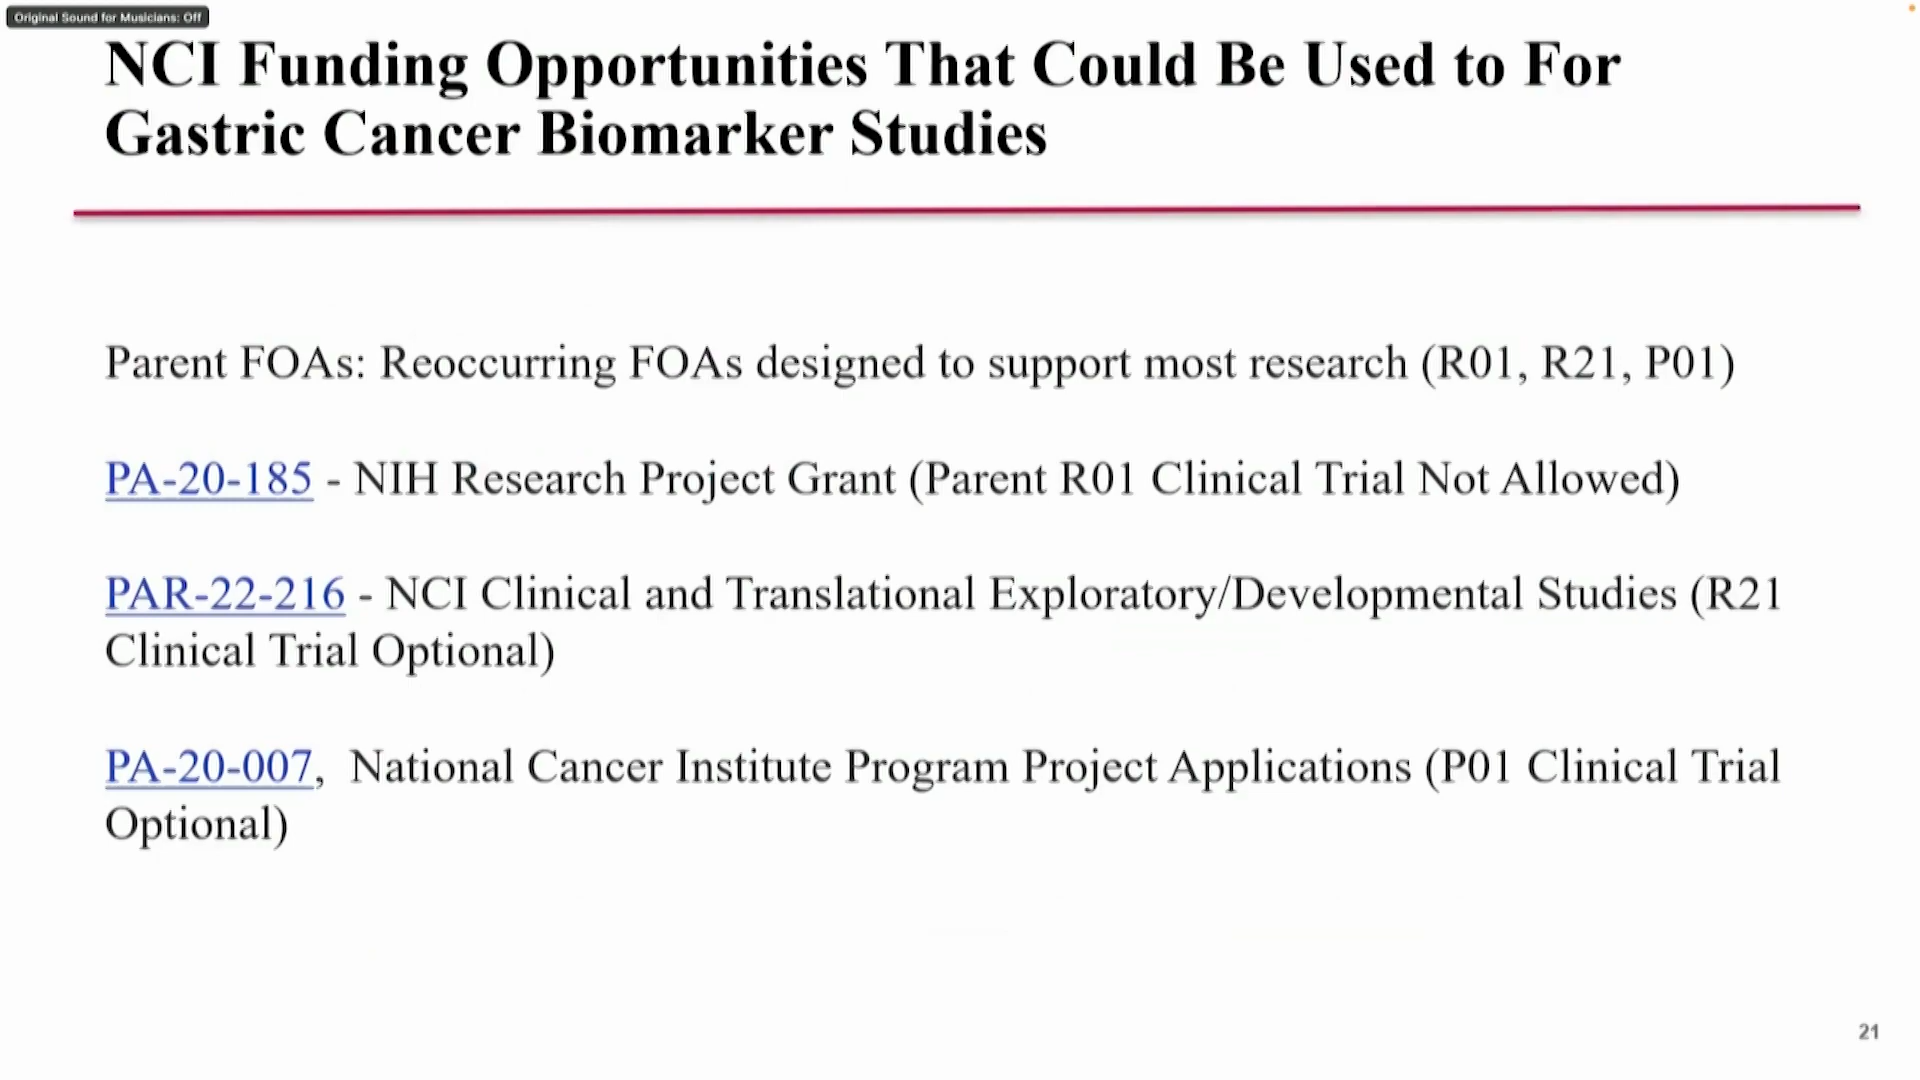 Original Sound for Musicians: Off
NCI Funding Opportunities That Could Be Used to For
Gastric Cancer Biomarker Studies
Parent FOAs: Reoccurring FOAs designed to support most research (R01, R21, P01)
PA-20-185 - NIH Research Project Grant (Parent R01 Clinical Trial Not Allowed)
PAR-22-216 - NCI Clinical and Translational Exploratory/Developmental Studies (R21
Clinical Trial Optional)
PA-20-007,  National Cancer Institute Program Project Applications (P01 Clinical Trial
Optional)
21